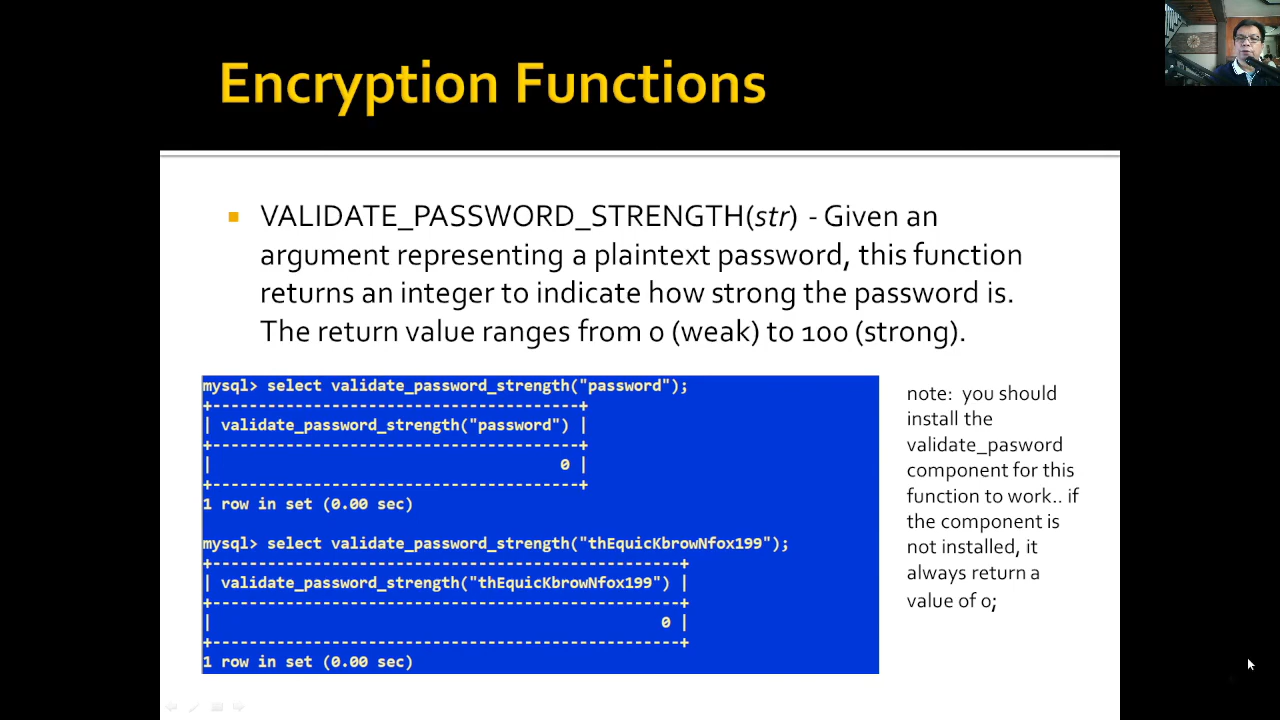 Encryption Functions
VALIDATE_PASSWORD_STRENGTH(str) - Given an
argument representing a plaintext password, this function
returns an integer to indicate how strong the password is.
The return value ranges from 0 (weak) to 100 (strong).
mysql> select validate_password_strength("password");
+-----------------------------------------+
| validate_password_strength("password") |
+-----------------------------------------+
| 0 |
+-----------------------------------------+
1 row in set (0.00 sec)
mysql> select validate_password_strength("thEquicKbrowNfox199");
+----------------------------------------------------+
| validate_password_strength("thEquicKbrowNfox199") |
+----------------------------------------------------+
| 0 |
+----------------------------------------------------+
1 row in set (0.00 sec)
note: you should
install the
validate_pasword
component for this
function to work.. if
the component is
not installed, it
always return a
value of 0;